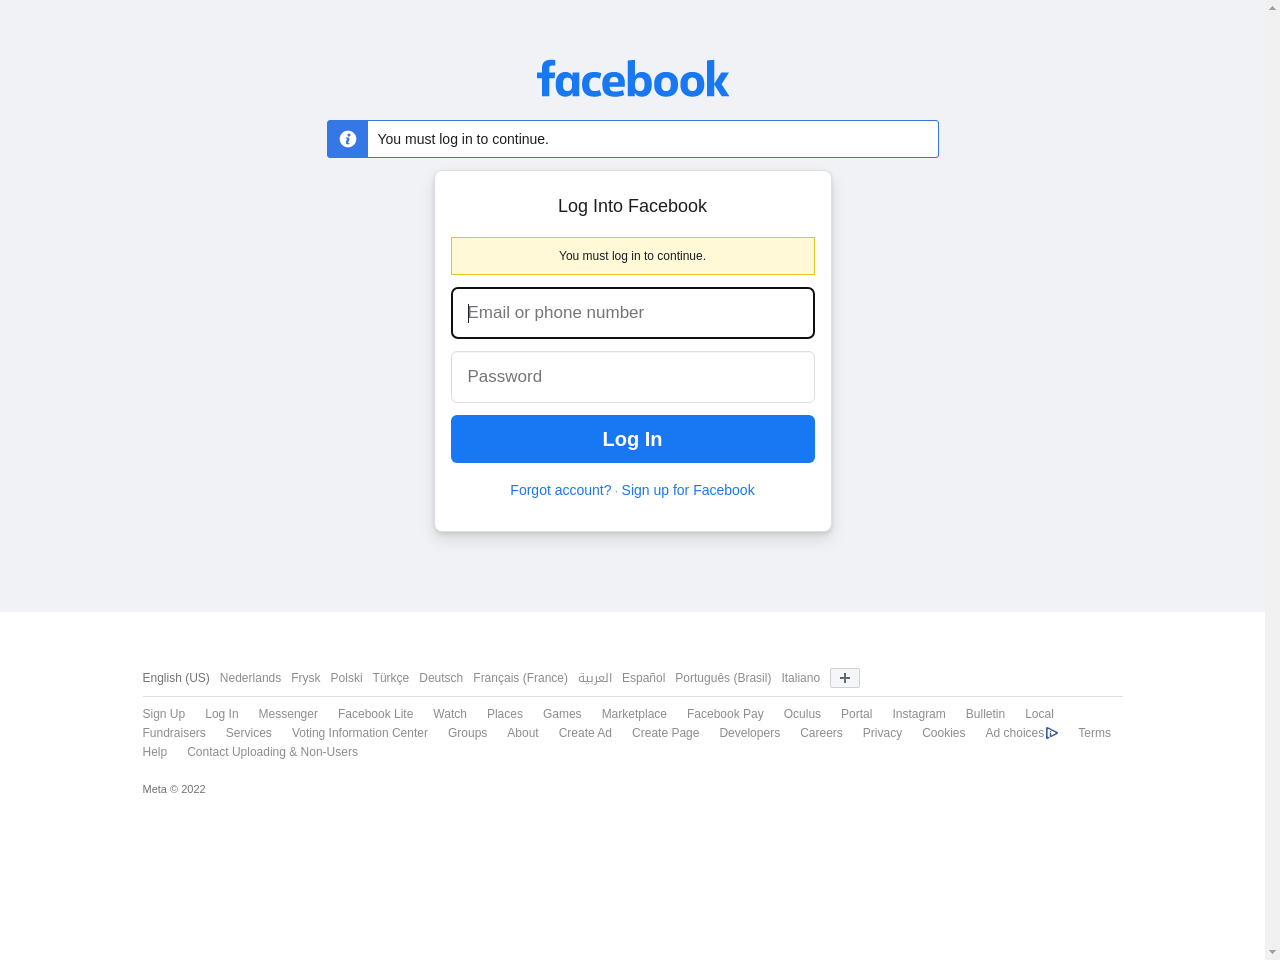 facebook
You must log in to continue.
Log Into Facebook
You must log in to continue.
Email or phone number
Password
Log In
Forgot account? · Sign up for Facebook
English (US) Nederlands Frysk Polski Türkçe Deutsch Français (France) العربية Español Português (Brasil) Italiano
Sign Up Log In Messenger Facebook Lite Watch Places Games Marketplace Facebook Pay Oculus Portal Instagram Bulletin Local
Fundraisers Services Voting Information Center Groups About Create Ad Create Page Developers Careers Privacy Cookies Ad choices Terms
Help Contact Uploading & Non-Users
Meta © 2022